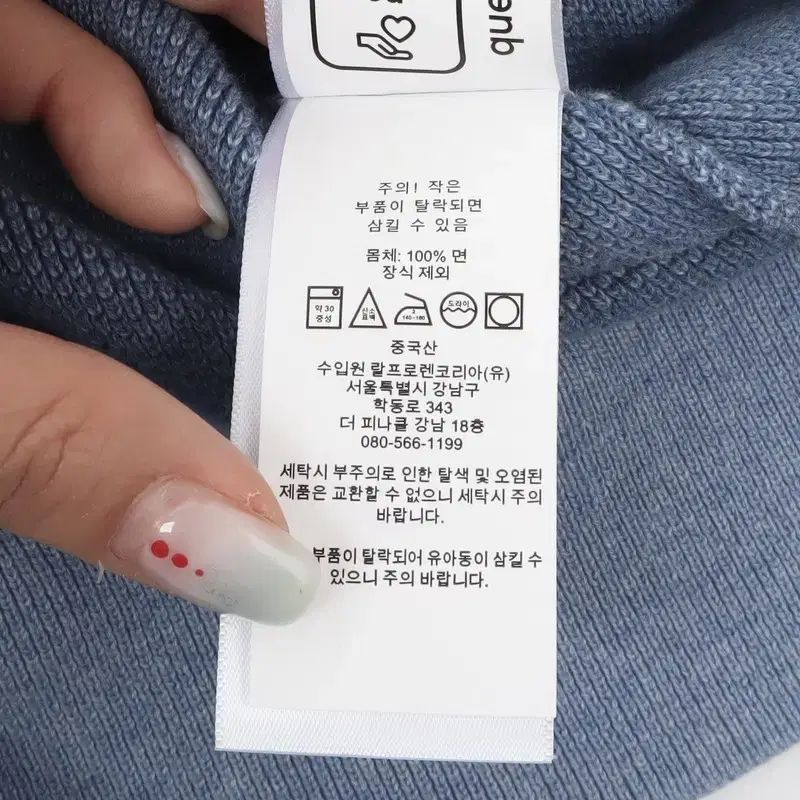 주의! 작은
부품이 탈락되면
삼킬 수 있음
몸체: 100% 면
장식 제외
약 30
중성
산소
표백
2
140~160
드라이
중국산
수입원 랄프로렌코리아(유)
서울특별시 강남구
학동로 343
더 피나클 강남 18층
080-566-1199
세탁시 부주의로 인한 탈색 및 오염된
제품은 교환할 수 없으니 세탁시 주의
바랍니다.
부품이 탈락되어 유아동이 삼킬 수
있으니 주의 바랍니다.